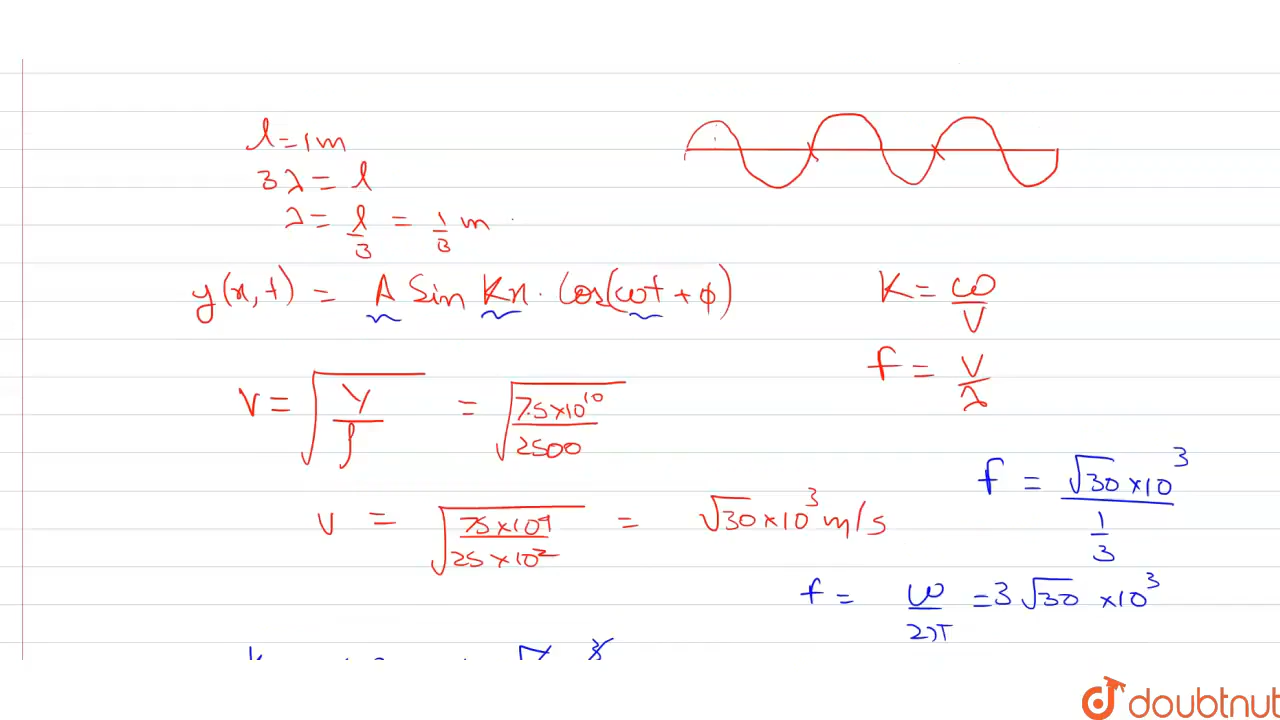 l = 1m
3λ = l
λ = l/3 = 1/3 m
y(x,t) = A Sin Kx . Cos(ωt + φ)
K = ω/V
f = V/λ
V = √(Y/ρ) = √(7.5×10^10/2500)
f = √30 × 10^3 / (1/3)
v = √(75×10^9/25×10^2) = √30 × 10^3 m/s
f = ω/2π = 3√30 × 10^3
doubtnut